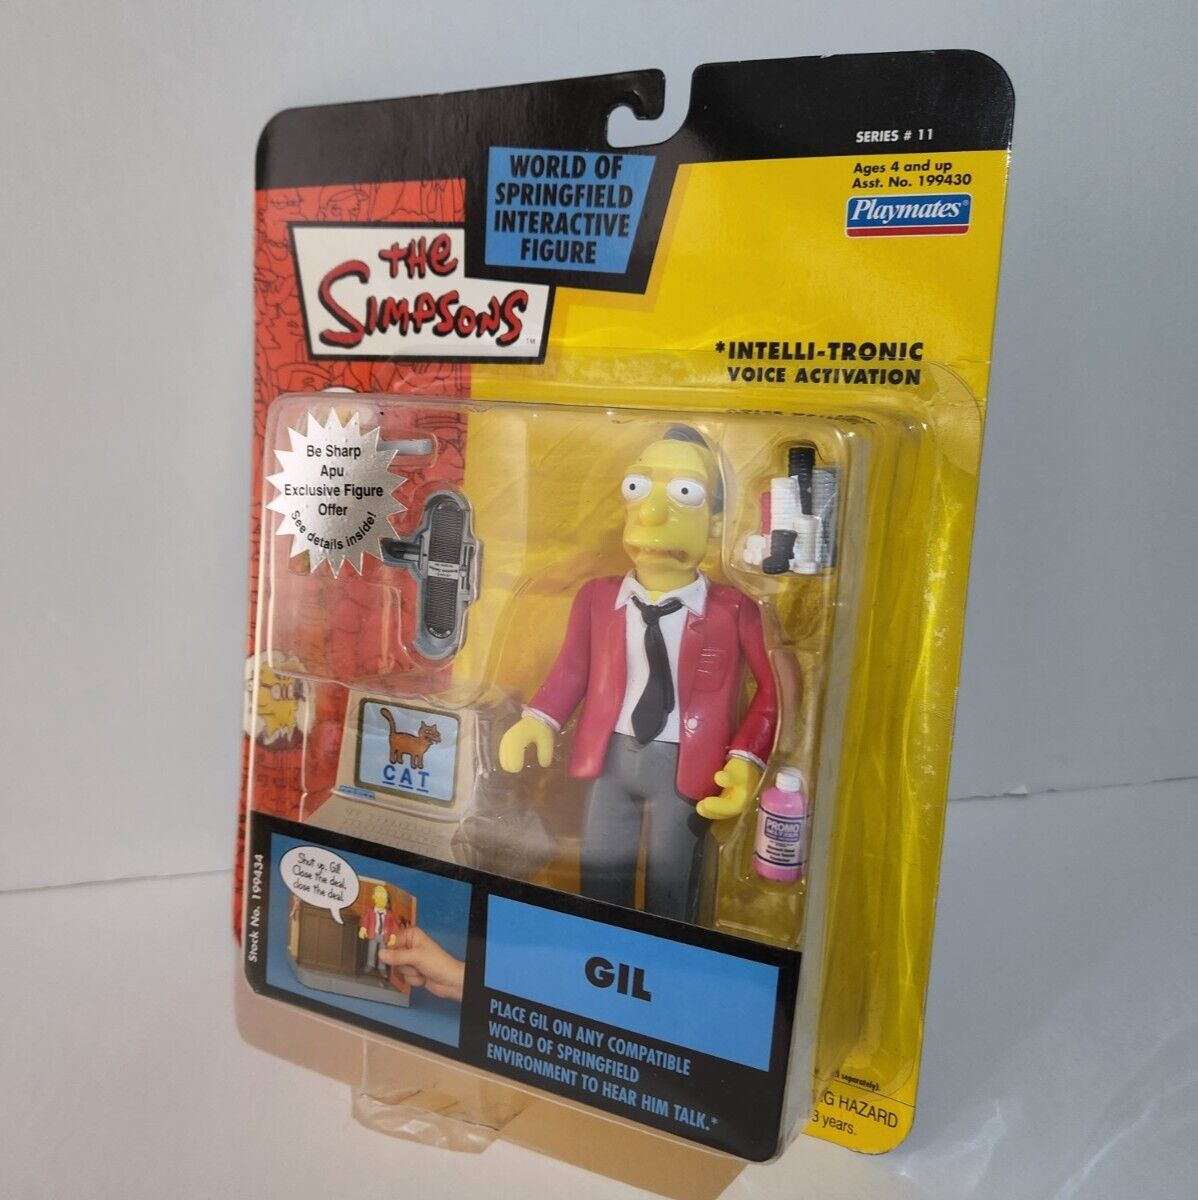 SERIES # 11
Ages 4 and up
Asst. No. 199430
Playmates®
WORLD OF
SPRINGFIELD
INTERACTIVE
FIGURE
THE
SIMPSONS
TM
*INTELLI-TRONIC
VOICE ACTIVATION
Be Sharp
Apu
Exclusive Figure
Offer
See details inside!
CAT
PROMO
Shut up, Gil.
Close the deal,
close the deal.
Stock No. 199434
GIL
PLACE GIL ON ANY COMPATIBLE
WORLD OF SPRINGFIELD
ENVIRONMENT TO HEAR HIM TALK.*
separately).
G HAZARD
3 years.